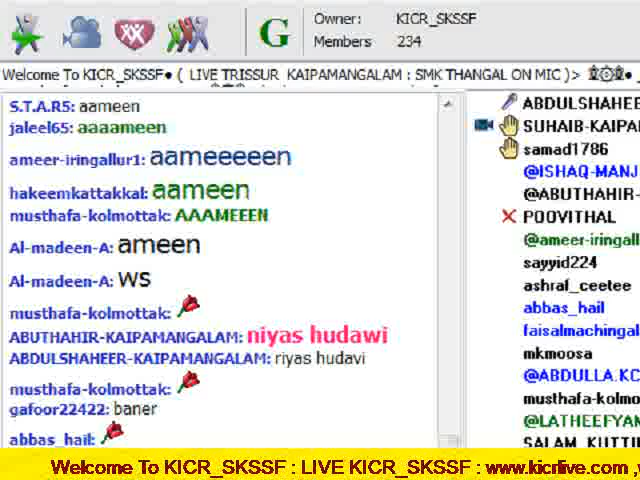 G
Owner: KICR_SKSSF
Members 234
Welcome To KICR_SKSSF● ( LIVE TRISSUR KAIPAMANGALAM : SMK THANGAL ON MIC )>
S.T.A.R5: aameen
jaleel65: aaaameen
ameer-iringallur1: aameeeeen
hakeemkattakkal: aameen
musthafa-kolmottak: AAAMEEEN
Al-madeen-A: ameen
Al-madeen-A: ws
musthafa-kolmottak:
ABUTHAHIR-KAIPAMANGALAM: niyas hudawi
ABDULSHAHEER-KAIPAMANGALAM: riyas hudavi
musthafa-kolmottak:
gafoor22422: baner
abbas_hail:
ABDULSHAHEE
SUHAIB-KAIPA
samad1786
@ISHAQ-MANJ
@ABUTHAHIR-
POOVITHAL
@ameer-iringall
sayyid224
ashraf_ceetee
abbas_hail
faisalmachingal
mkmoosa
@ABDULLA.KC
musthafa-kolmo
@LATHEEFYAN
SALAM_KUTTI
Welcome To KICR_SKSSF : LIVE KICR_SKSSF : www.kicrlive.com ,